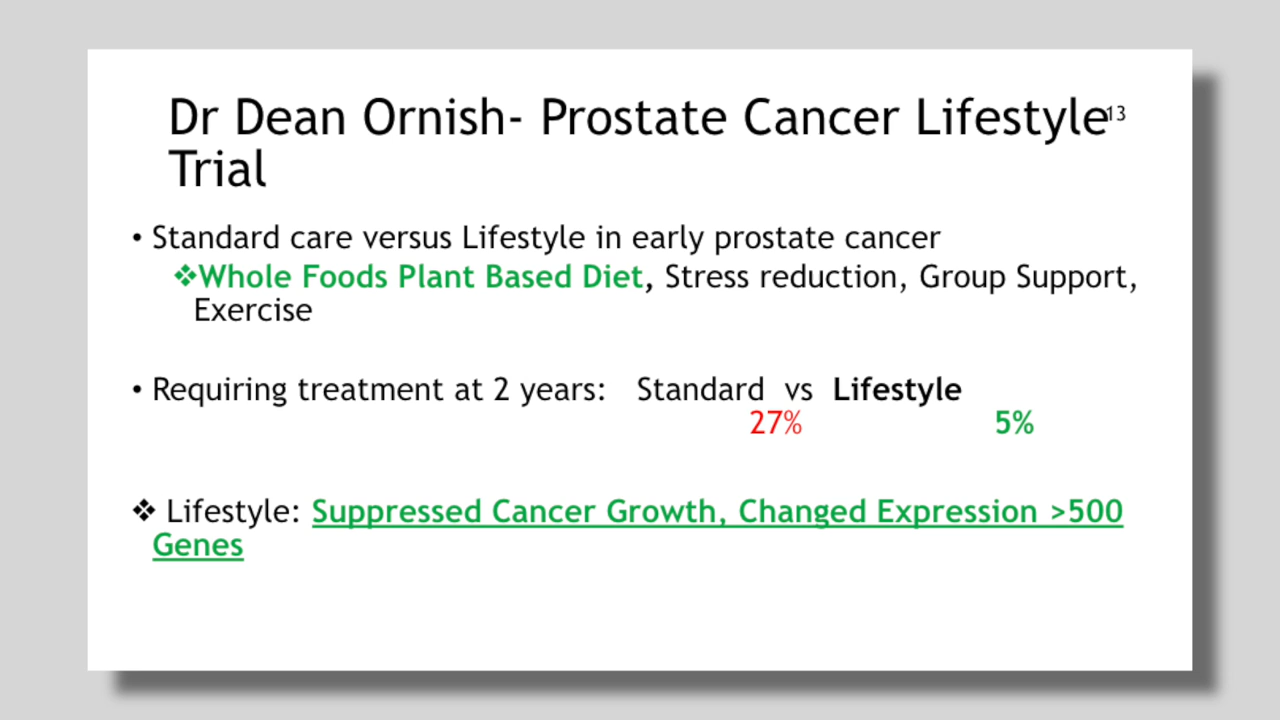 Dr Dean Ornish- Prostate Cancer Lifestyle13
Trial
• Standard care versus Lifestyle in early prostate cancer
❖Whole Foods Plant Based Diet, Stress reduction, Group Support,
Exercise
• Requiring treatment at 2 years: Standard vs Lifestyle
27% 5%
❖ Lifestyle: Suppressed Cancer Growth, Changed Expression >500
Genes